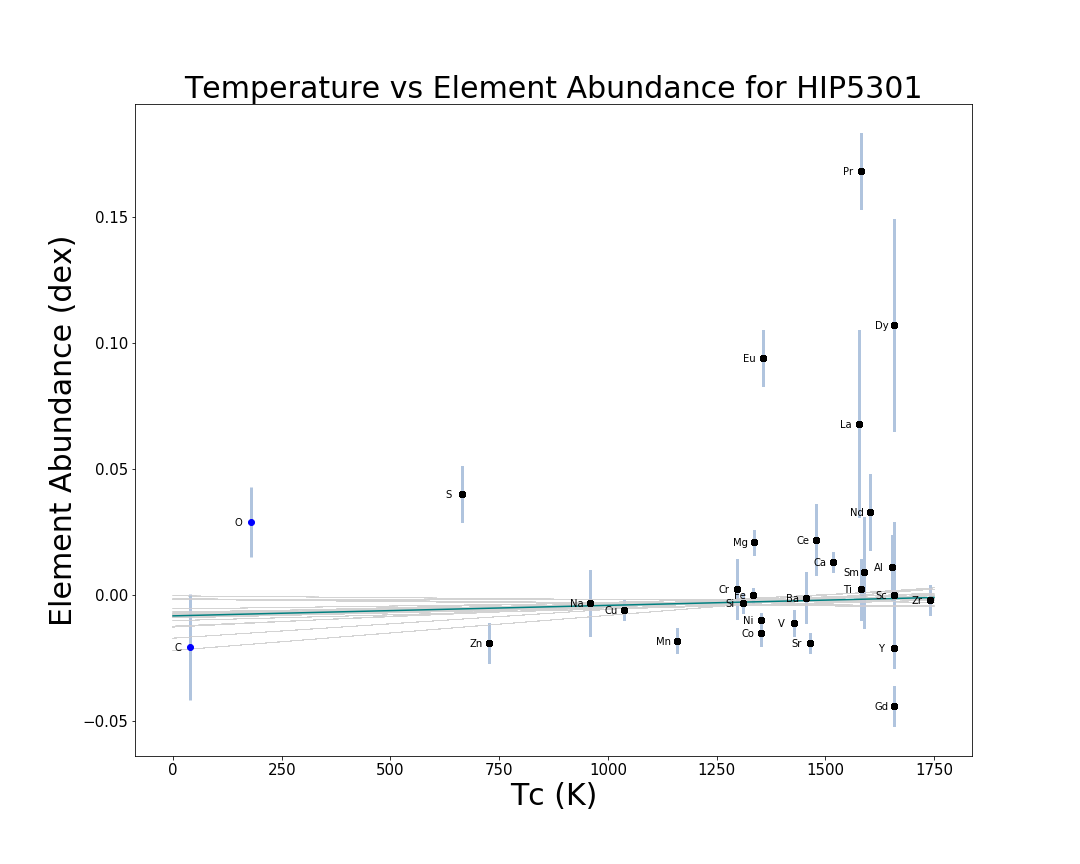 Temperature vs Element Abundance for HIP5301
Element Abundance (dex)
0.15
0.10
0.05
0.00
−0.05
Pr
Dy
Eu
La
S
Nd
O
Mg
Ce
Ca
Sm
Al
Cr
Fe
Ti
Sc
Na
Cu
Si
Ba
Zr
Ni
V
Co
Zn
Mn
Sr
C
Y
Gd
0
250
500
750
1000
1250
1500
1750
Tc (K)